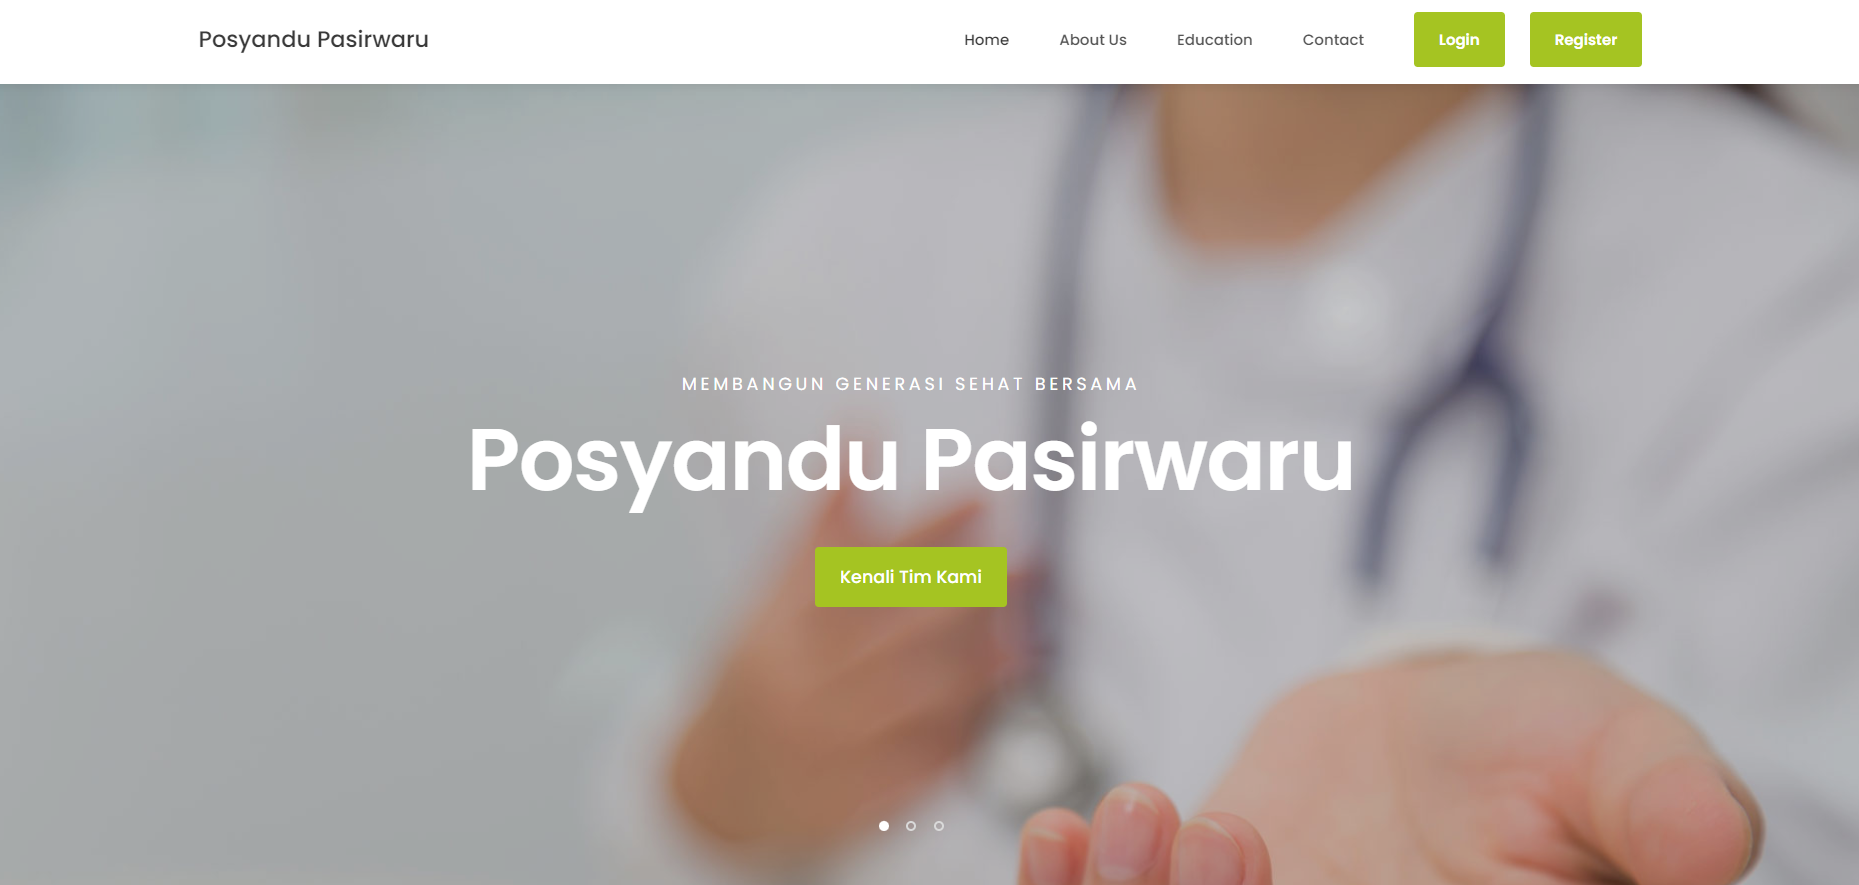 Posyandu Pasirwaru
Home
About Us
Education
Contact
Login
Register
MEMBANGUN GENERASI SEHAT BERSAMA
Posyandu Pasirwaru
Kenali Tim Kami